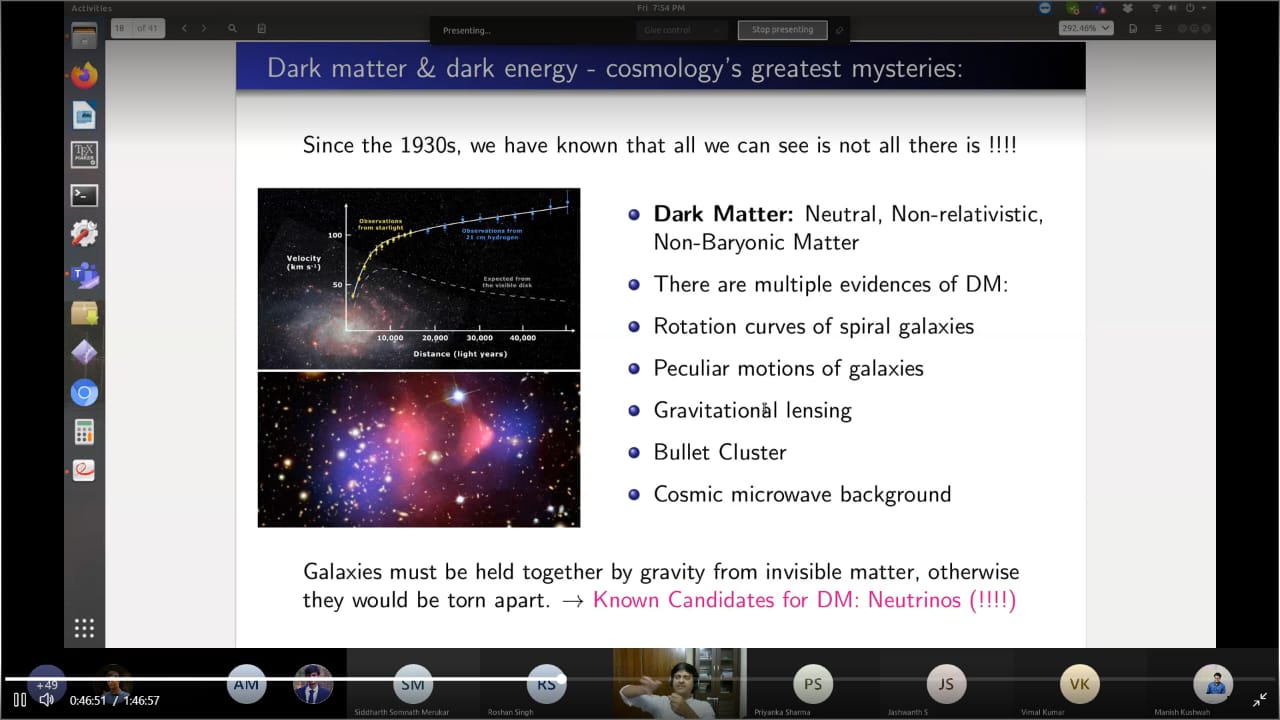 Activities
Fri 7:54 PM
18 of 41
Presenting...
Give control
Stop presenting
292.46%
Dark matter & dark energy - cosmology's greatest mysteries:
Since the 1930s, we have known that all we can see is not all there is !!!!
Observations
from starlight
Observations from
21 cm hydrogen
100
Velocity
(km s⁻¹)
Expected from
the visible disk
50
10,000 20,000 30,000 40,000
Distance (light years)
Dark Matter: Neutral, Non-relativistic,
Non-Baryonic Matter
There are multiple evidences of DM:
Rotation curves of spiral galaxies
Peculiar motions of galaxies
Gravitational lensing
Bullet Cluster
Cosmic microwave background
Galaxies must be held together by gravity from invisible matter, otherwise
they would be torn apart. → Known Candidates for DM: Neutrinos (!!!!)
TEX
MAKER
T
+49
AM
SM
RS
PS
JS
VK
0:46:51 / 1:46:57
Siddharth Somnath Merukar
Roshan Singh
Priyanka Sharma
Jashwanth S
Vimal Kumar
Manish Kushwah